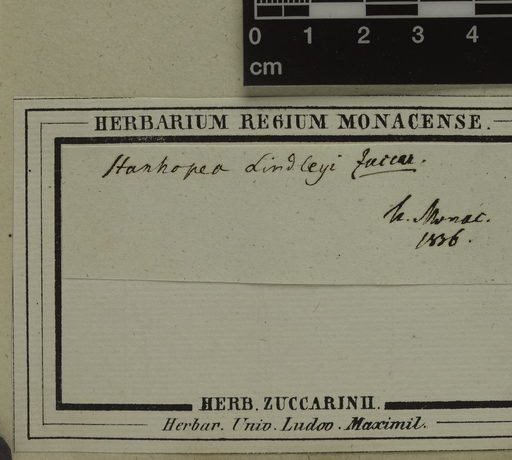 0 1 2 3 4
cm
HERBARIUM REGIUM MONACENSE.
Stanhopea Lindleyi Zuccar.
h. Monac.
1836.
HERB. ZUCCARINII.
Herbar. Univ. Ludov. Maximil.